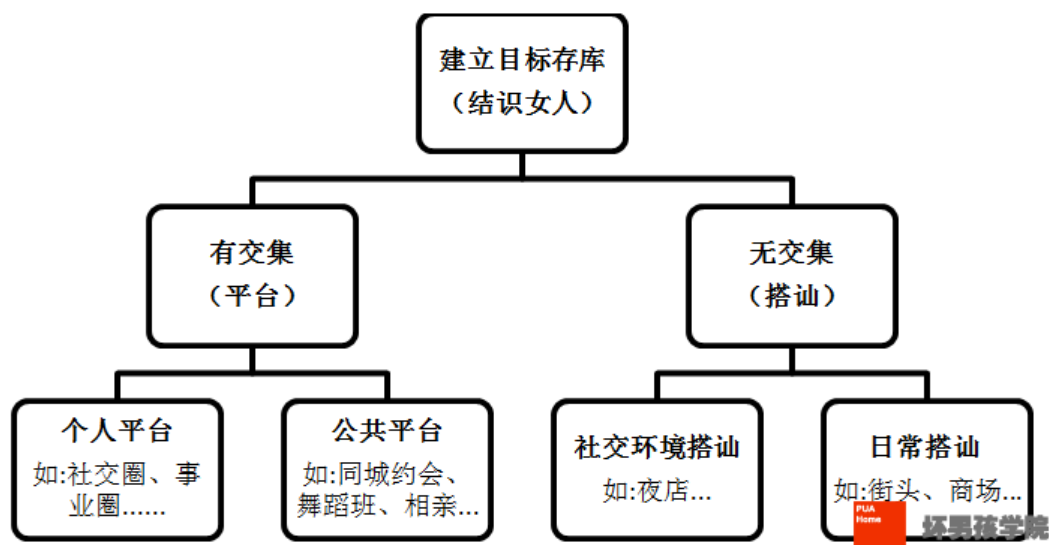 建立目标存库
（结识女人）
有交集
（平台）
无交集
（搭讪）
个人平台
如:社交圈、事
业圈......
公共平台
如:同城约会、
舞蹈班、相亲...
社交环境搭讪
如:夜店...
日常搭讪
如:街头、商场...
PUA
Home
坏男孩学院